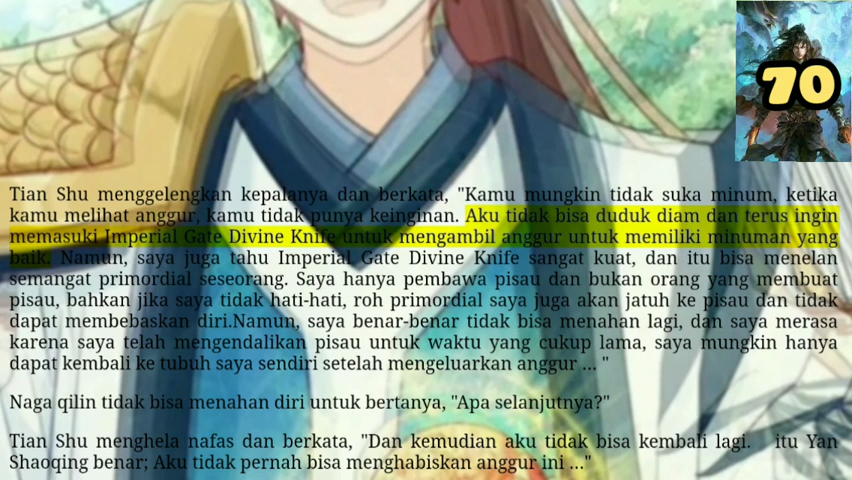 70
Tian Shu menggelengkan kepalanya dan berkata, "Kamu mungkin tidak suka minum, ketika
kamu melihat anggur, kamu tidak punya keinginan. Aku tidak bisa duduk diam dan terus ingin
memasuki Imperial Gate Divine Knife untuk mengambil anggur untuk memiliki minuman yang
baik. Namun, saya juga tahu Imperial Gate Divine Knife sangat kuat, dan itu bisa menelan
semangat primordial seseorang. Saya hanya pembawa pisau dan bukan orang yang membuat
pisau, bahkan jika saya tidak hati-hati, roh primordial saya juga akan jatuh ke pisau dan tidak
dapat membebaskan diri.Namun, saya benar-benar tidak bisa menahan lagi, dan saya merasa
karena saya telah mengendalikan pisau untuk waktu yang cukup lama, saya mungkin hanya
dapat kembali ke tubuh saya sendiri setelah mengeluarkan anggur ... "
Naga qilin tidak bisa menahan diri untuk bertanya, "Apa selanjutnya?"
Tian Shu menghela nafas dan berkata, "Dan kemudian aku tidak bisa kembali lagi. itu Yan
Shaoqing benar; Aku tidak pernah bisa menghabiskan anggur ini ..."